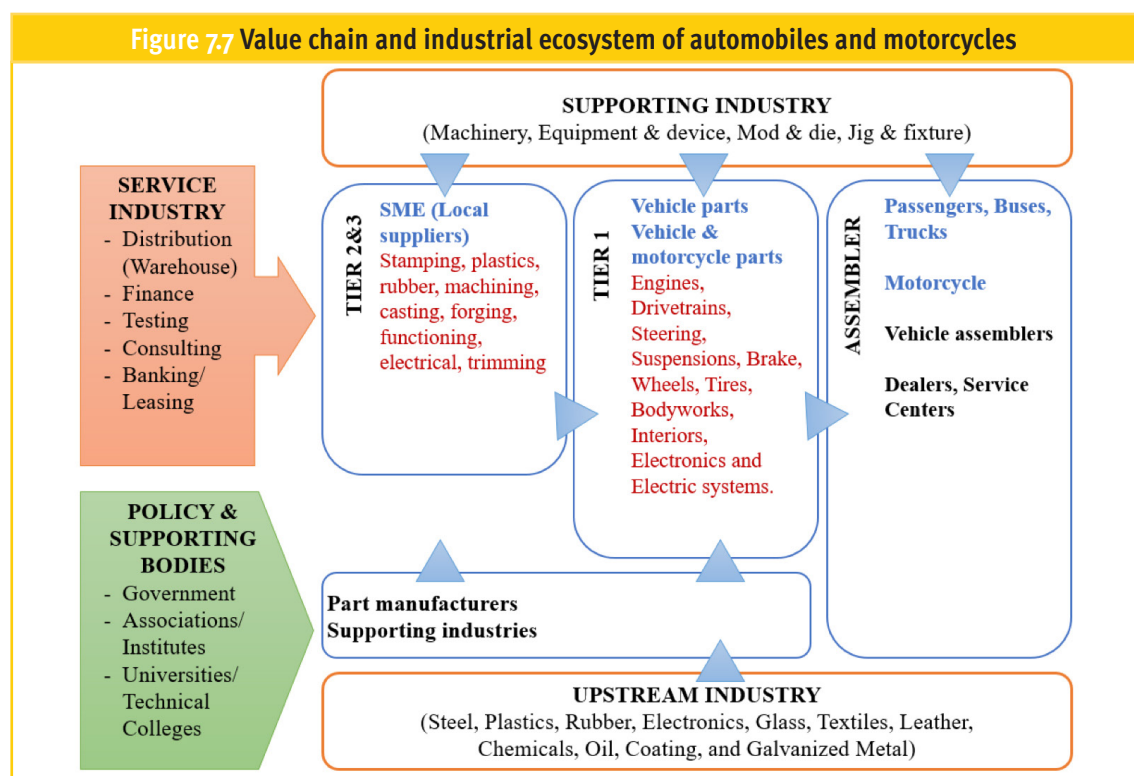 Figure 7.7 Value chain and industrial ecosystem of automobiles and motorcycles
SUPPORTING INDUSTRY
(Machinery, Equipment & device, Mod & die, Jig & fixture)
SERVICE
INDUSTRY
- Distribution
(Warehouse)
- Finance
- Testing
- Consulting
- Banking/
Leasing
POLICY &
SUPPORTING
BODIES
- Government
- Associations/
Institutes
- Universities/
Technical
Colleges
TIER 2&3
SME (Local
suppliers)
Stamping, plastics,
rubber, machining,
casting, forging,
functioning,
electrical, trimming
TIER 1
Vehicle parts
Vehicle &
motorcycle parts
Engines,
Drivetrains,
Steering,
Suspensions, Brake,
Wheels, Tires,
Bodyworks,
Interiors,
Electronics and
Electric systems.
ASSEMBLER
Passengers, Buses,
Trucks
Motorcycle
Vehicle assemblers
Dealers, Service
Centers
Part manufacturers
Supporting industries
UPSTREAM INDUSTRY
(Steel, Plastics, Rubber, Electronics, Glass, Textiles, Leather,
Chemicals, Oil, Coating, and Galvanized Metal)